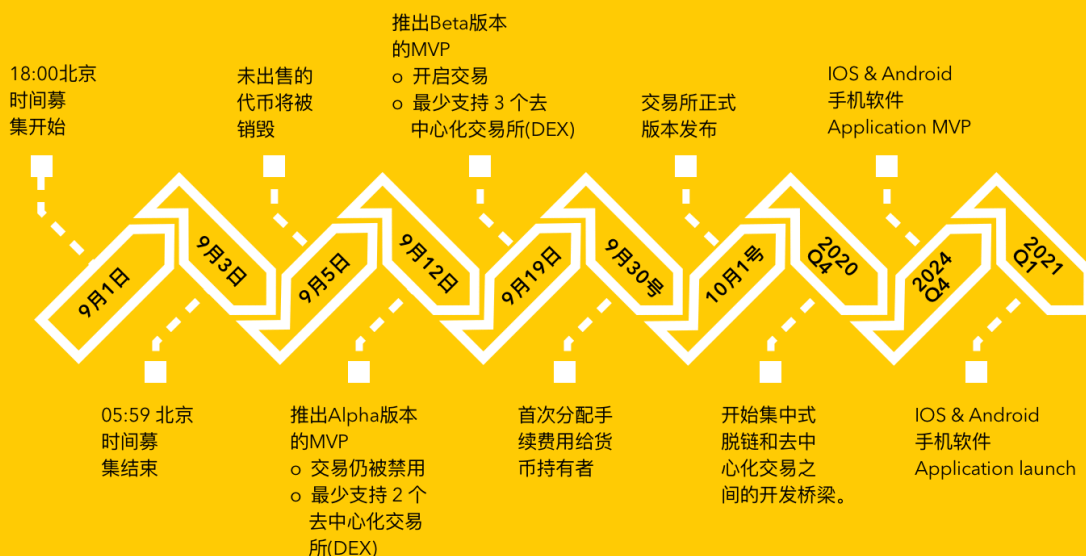 18:00北京
时间募
集开始
9月1日
9月3日
05:59 北京
时间募
集结束
未出售的
代币将被
销毁
9月5日
9月12日
推出Alpha版本
的MVP
o 交易仍被禁用
o 最少支持 2 个
去中心化交易
所(DEX)
推出Beta版本
的MVP
o 开启交易
o 最少支持 3 个去
中心化交易所(DEX)
9月19日
9月30号
首次分配手
续费用给货
币持有者
交易所正式
版本发布
10月1号
2020
Q4
开始集中式
脱链和去中
心化交易之
间的开发桥梁。
IOS & Android
手机软件
Application MVP
2024
Q4
2021
Q1
IOS & Android
手机软件
Application launch